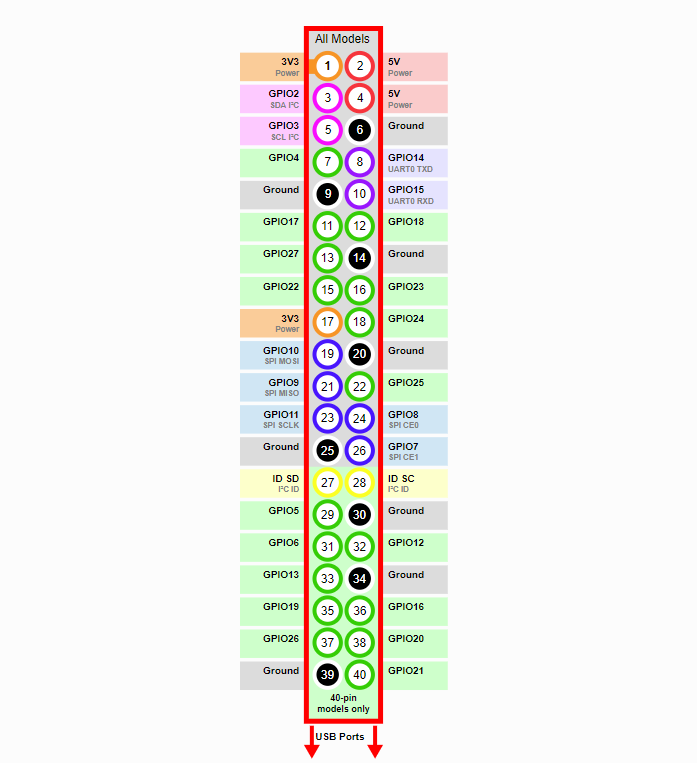 All Models
3V3 1 2 5V
Power Power
GPIO2 3 4 5V
SDA I²C Power
GPIO3 5 6 Ground
SCL I²C
GPIO4 7 8 GPIO14
UART0 TXD
Ground 9 10 GPIO15
UART0 RXD
GPIO17 11 12 GPIO18
GPIO27 13 14 Ground
GPIO22 15 16 GPIO23
3V3 17 18 GPIO24
Power
GPIO10 19 20 Ground
SPI MOSI
GPIO9 21 22 GPIO25
SPI MISO
GPIO11 23 24 GPIO8
SPI SCLK SPI CE0
Ground 25 26 GPIO7
SPI CE1
ID SD 27 28 ID SC
I²C ID I²C ID
GPIO5 29 30 Ground
GPIO6 31 32 GPIO12
GPIO13 33 34 Ground
GPIO19 35 36 GPIO16
GPIO26 37 38 GPIO20
Ground 39 40 GPIO21
40-pin
models only
USB Ports